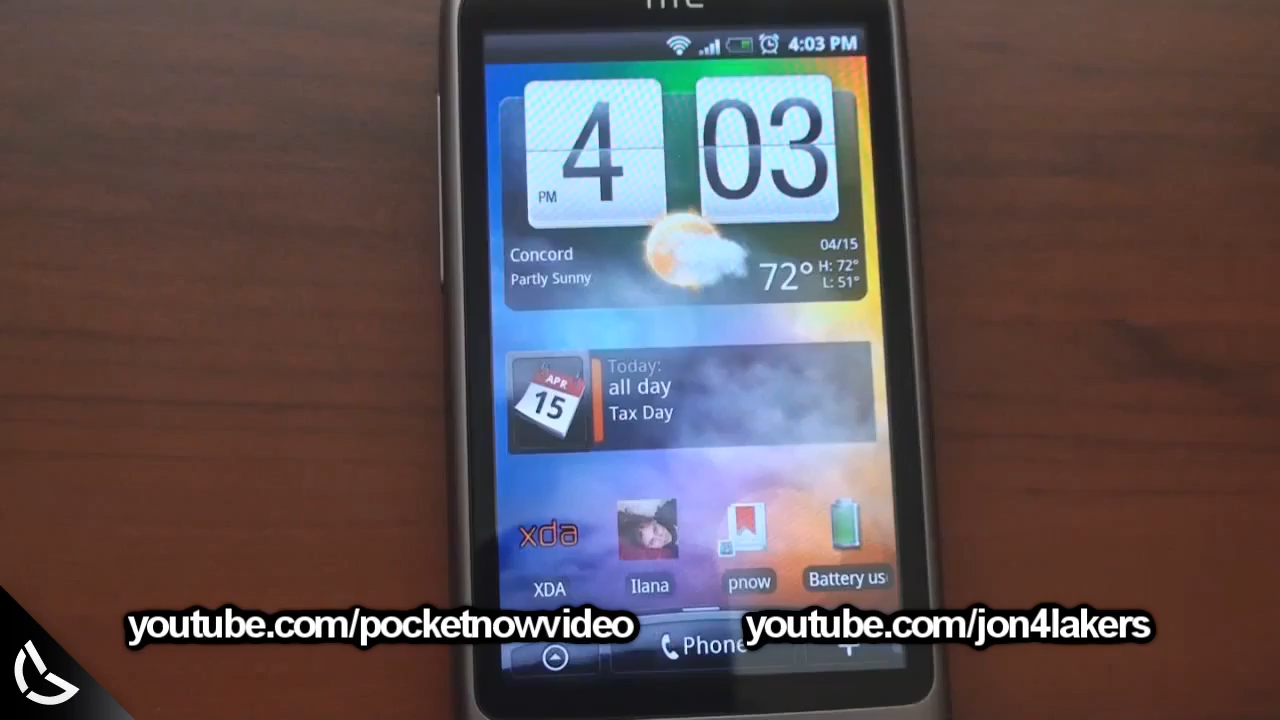 hTC
4:03 PM
4 03
PM
Concord
Partly Sunny
04/15
72° H: 72°
L: 51°
APR
15
Today:
all day
Tax Day
xda
XDA Ilana pnow Battery us
youtube.com/pocketnowvideo youtube.com/jon4lakers
Phone